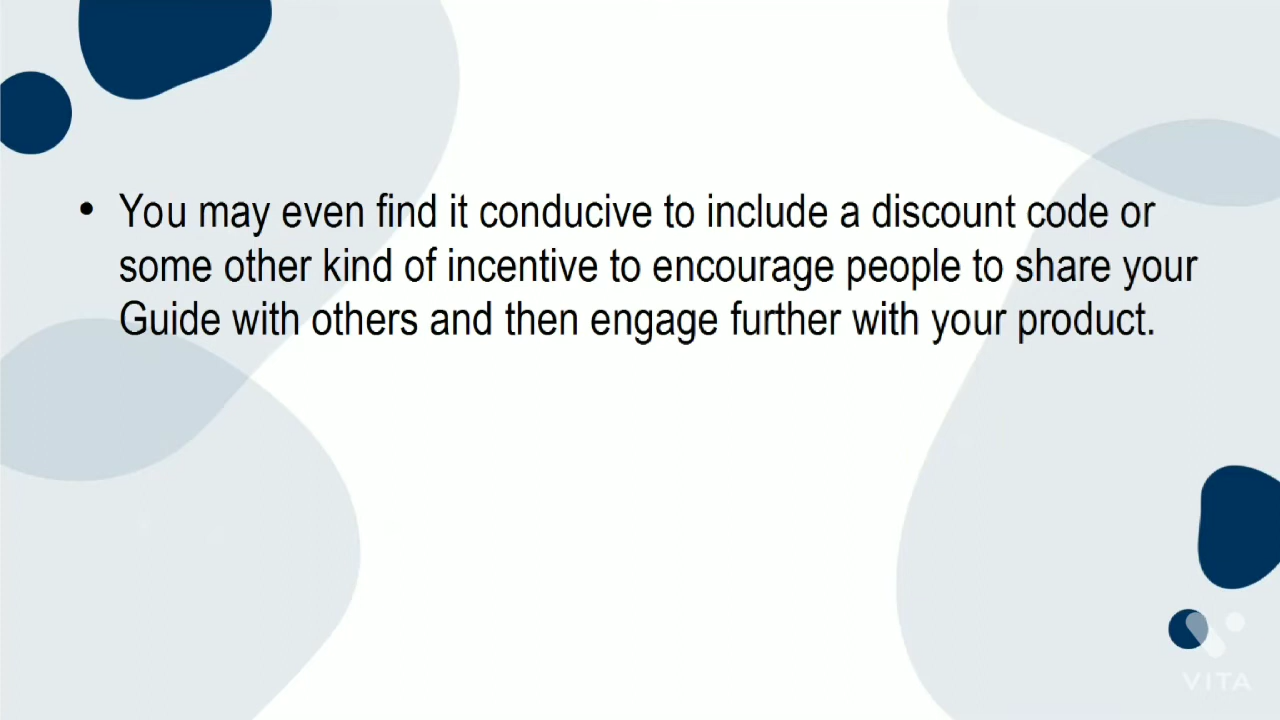 • You may even find it conducive to include a discount code or
some other kind of incentive to encourage people to share your
Guide with others and then engage further with your product.
VITA